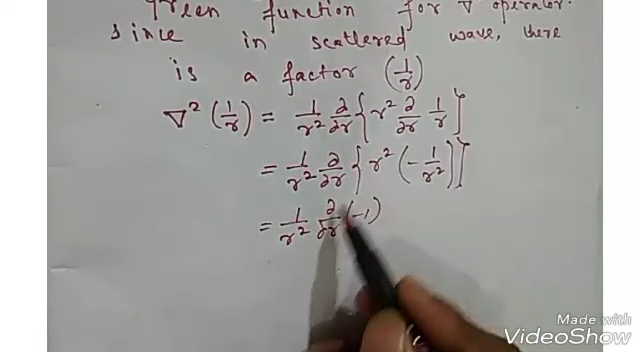 Green function for ∇ operator.
since in scattered wave, there
is a factor (1/r)
∇² (1/r) = 1/r² ∂/∂r { r² ∂/∂r 1/r }
= 1/r² ∂/∂r { r² (-1/r²) }
= 1/r² ∂/∂r (-1)
Made with
VideoShow